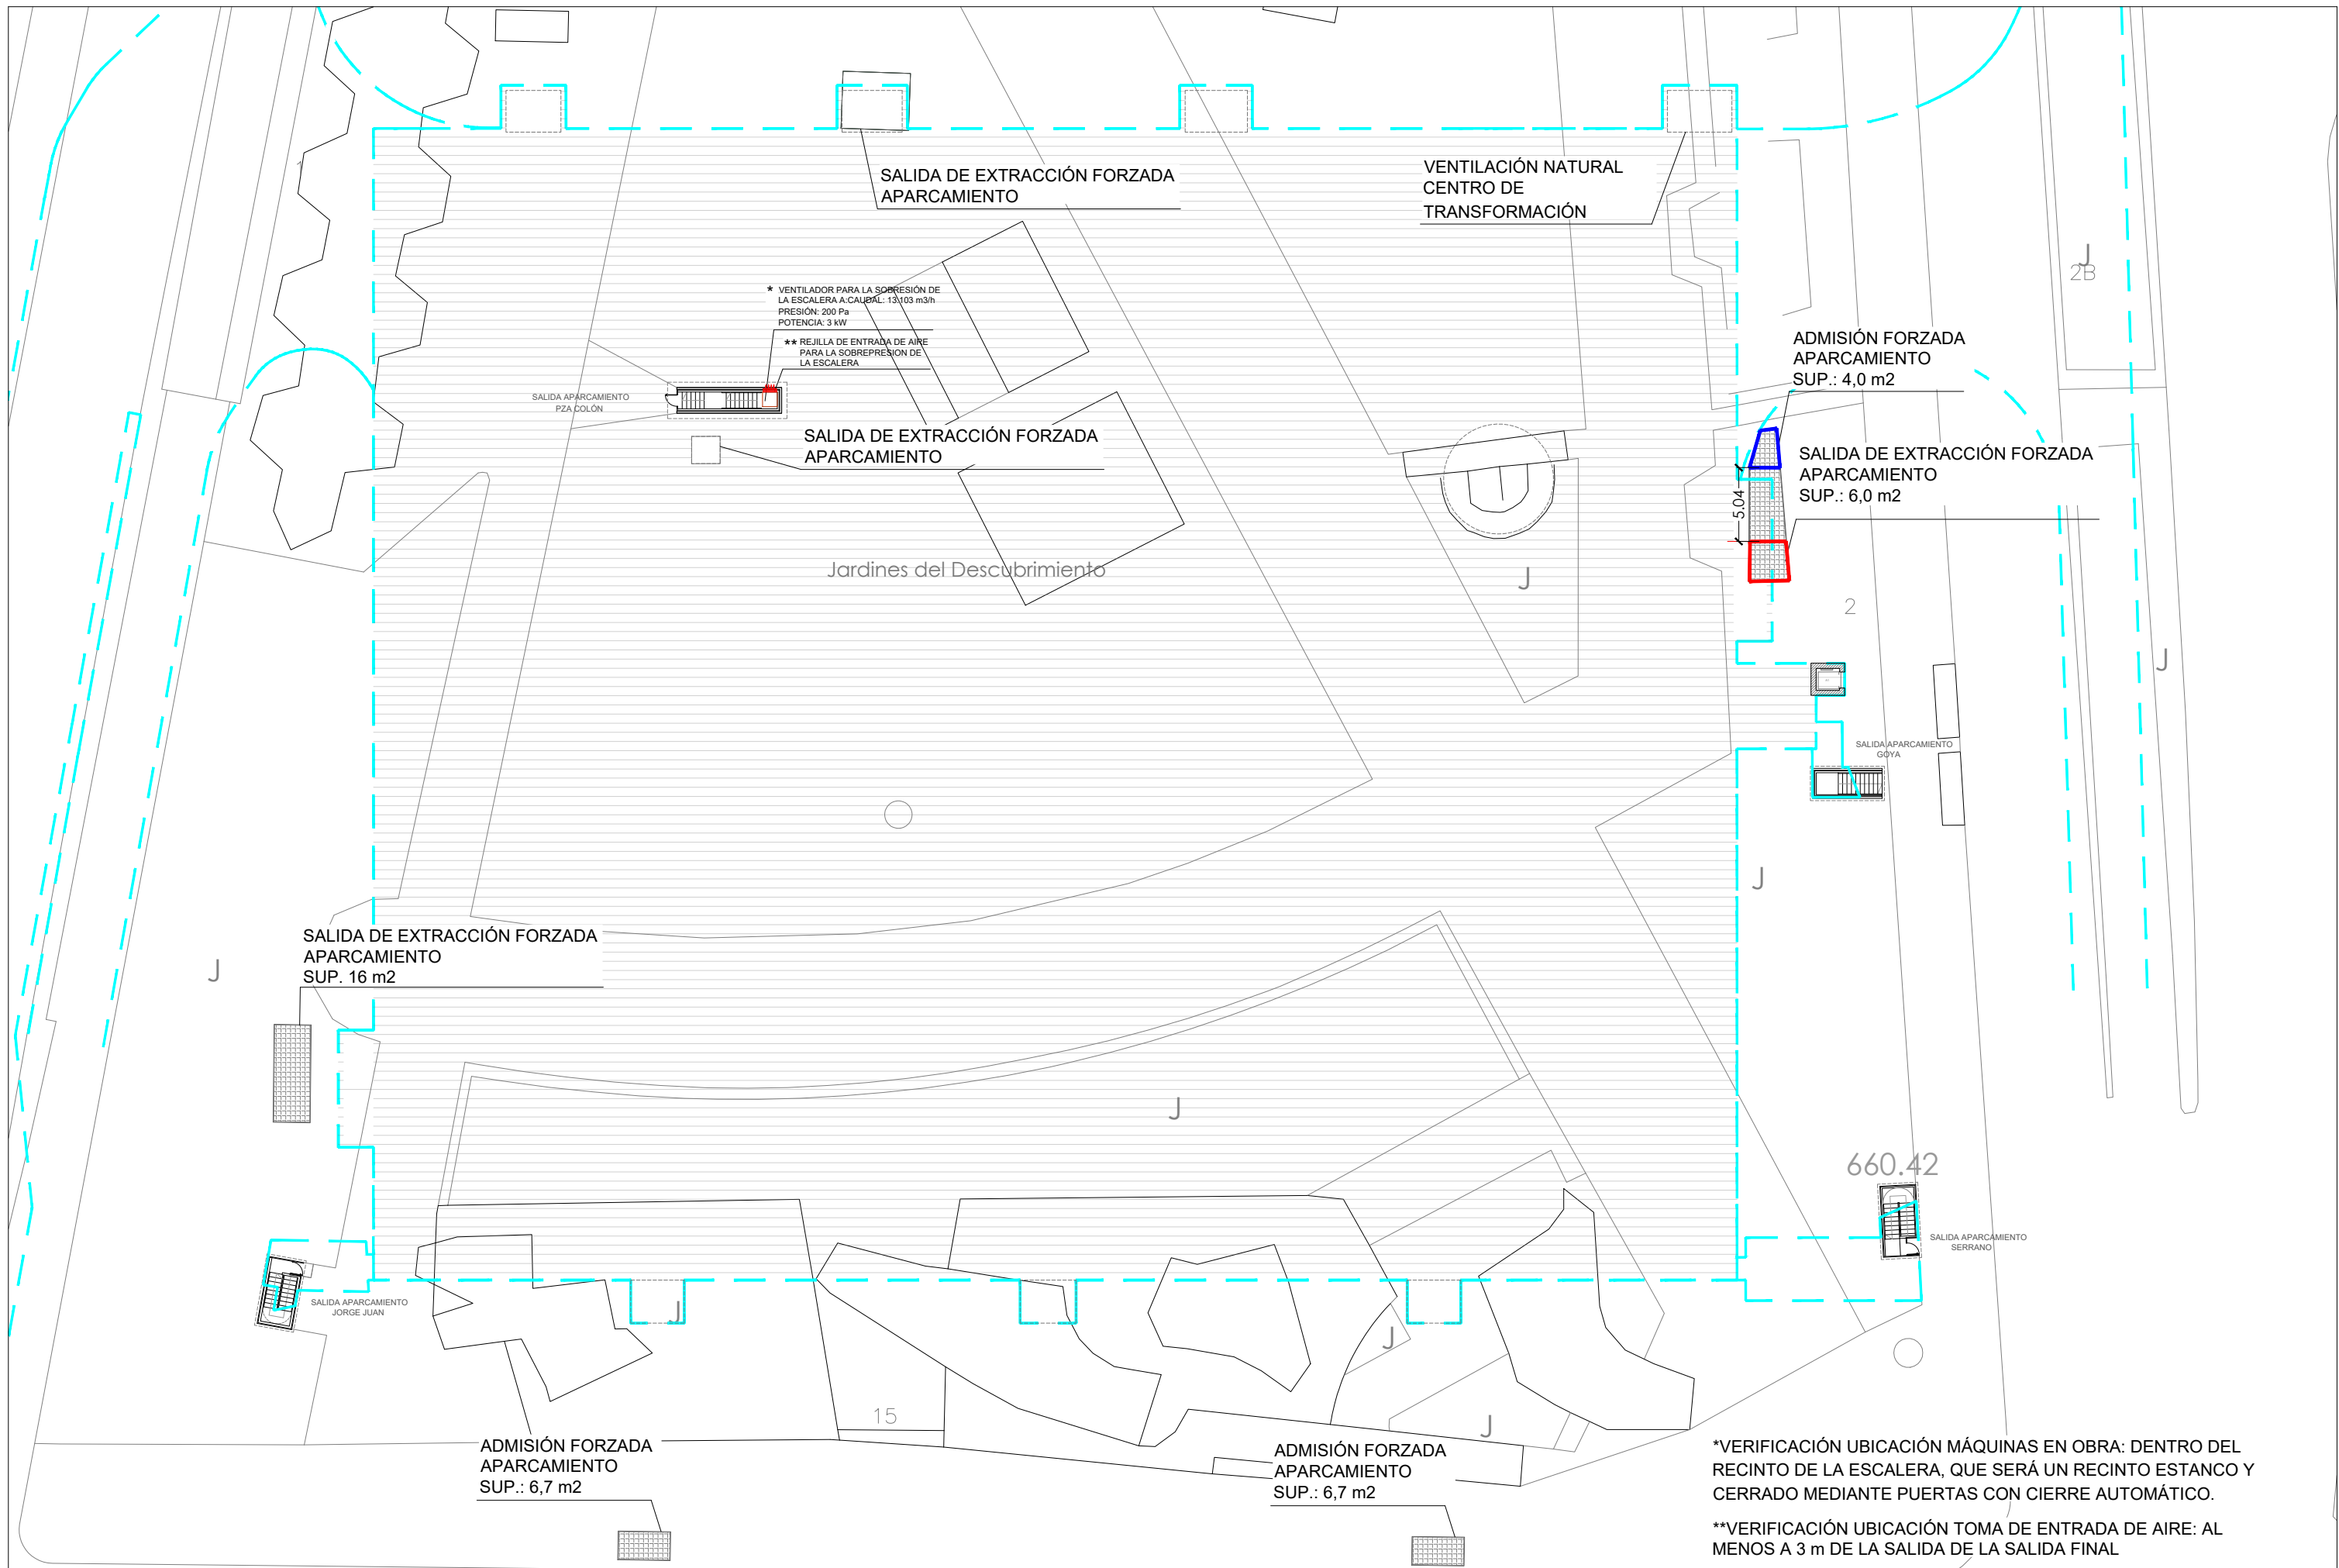 SALIDA DE EXTRACCIÓN FORZADA
APARCAMIENTO
VENTILACIÓN NATURAL
CENTRO DE
TRANSFORMACIÓN
J
2B
* VENTILADOR PARA LA SOBRESIÓN DE
LA ESCALERA A:CAUDAL: 13.103 m3/h
PRESIÓN: 200 Pa
POTENCIA: 3 kW
** REJILLA DE ENTRADA DE AIRE
PARA LA SOBREPRESION DE
LA ESCALERA
SALIDA APARCAMIENTO
PZA COLÓN
SALIDA DE EXTRACCIÓN FORZADA
APARCAMIENTO
ADMISIÓN FORZADA
APARCAMIENTO
SUP.: 4,0 m2
SALIDA DE EXTRACCIÓN FORZADA
APARCAMIENTO
SUP.: 6,0 m2
5.04
Jardines del Descubrimiento
J
2
J
SALIDA APARCAMIENTO
GOYA
J
SALIDA DE EXTRACCIÓN FORZADA
APARCAMIENTO
SUP. 16 m2
J
J
660.42
SALIDA APARCAMIENTO
SERRANO
SALIDA APARCAMIENTO
JORGE JUAN
J
J
J
15
ADMISIÓN FORZADA
APARCAMIENTO
SUP.: 6,7 m2
ADMISIÓN FORZADA
APARCAMIENTO
SUP.: 6,7 m2
*VERIFICACIÓN UBICACIÓN MÁQUINAS EN OBRA: DENTRO DEL
RECINTO DE LA ESCALERA, QUE SERÁ UN RECINTO ESTANCO Y
CERRADO MEDIANTE PUERTAS CON CIERRE AUTOMÁTICO.
**VERIFICACIÓN UBICACIÓN TOMA DE ENTRADA DE AIRE: AL
MENOS A 3 m DE LA SALIDA DE LA SALIDA FINAL